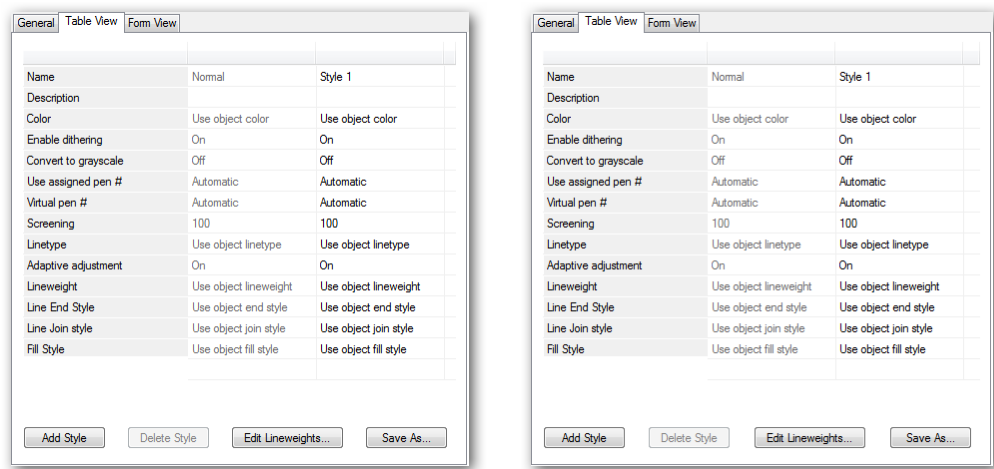 General Table View Form View
Name Normal Style 1
Description
Color Use object color Use object color
Enable dithering On On
Convert to grayscale Off Off
Use assigned pen # Automatic Automatic
Virtual pen # Automatic Automatic
Screening 100 100
Linetype Use object linetype Use object linetype
Adaptive adjustment On On
Lineweight Use object lineweight Use object lineweight
Line End Style Use object end style Use object end style
Line Join style Use object join style Use object join style
Fill Style Use object fill style Use object fill style
Add Style Delete Style Edit Lineweights... Save As...
General Table View Form View
Name Normal Style 1
Description
Color Use object color Use object color
Enable dithering On On
Convert to grayscale Off Off
Use assigned pen # Automatic Automatic
Virtual pen # Automatic Automatic
Screening 100 100
Linetype Use object linetype Use object linetype
Adaptive adjustment On On
Lineweight Use object lineweight Use object lineweight
Line End Style Use object end style Use object end style
Line Join style Use object join style Use object join style
Fill Style Use object fill style Use object fill style
Add Style Delete Style Edit Lineweights... Save As...